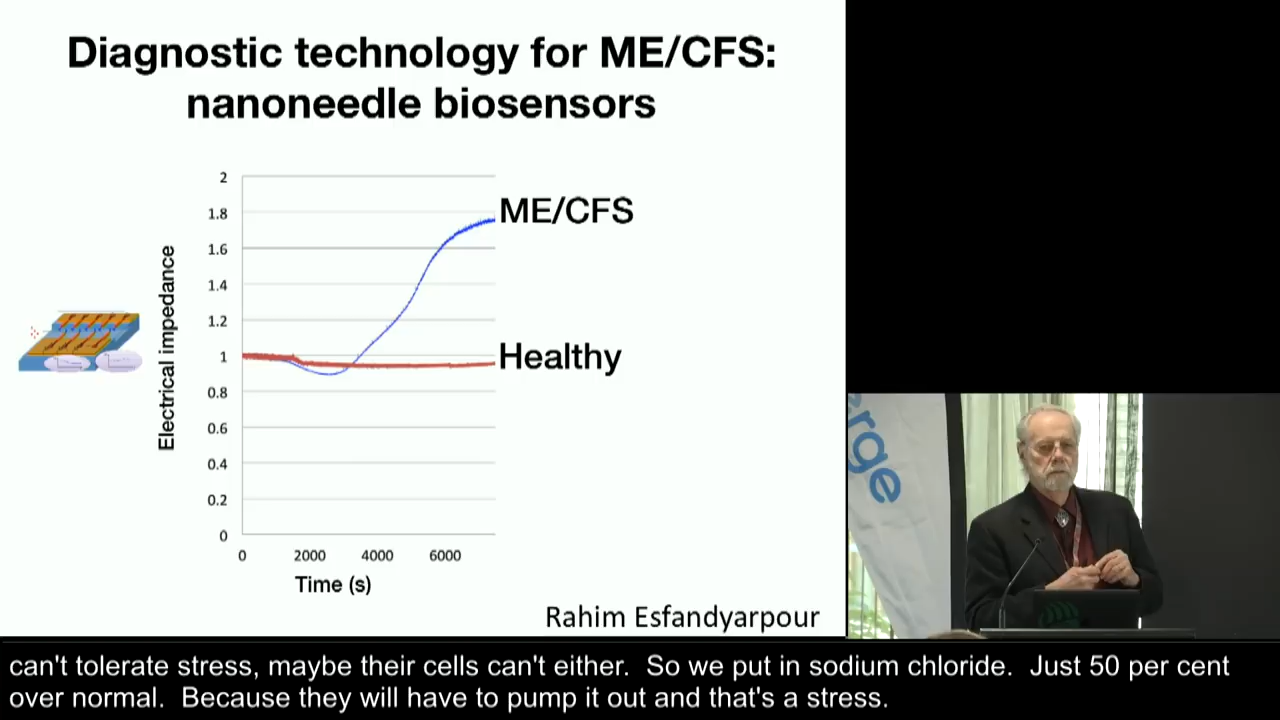 Diagnostic technology for ME/CFS:
nanoneedle biosensors
2
1.8
1.6
1.4
1.2
1
0.8
0.6
0.4
0.2
0
Electrical impedance
ME/CFS
Healthy
0 2000 4000 6000
Time (s)
Rahim Esfandyarpour
erge
can't tolerate stress, maybe their cells can't either.  So we put in sodium chloride.  Just 50 per cent
over normal.  Because they will have to pump it out and that's a stress.